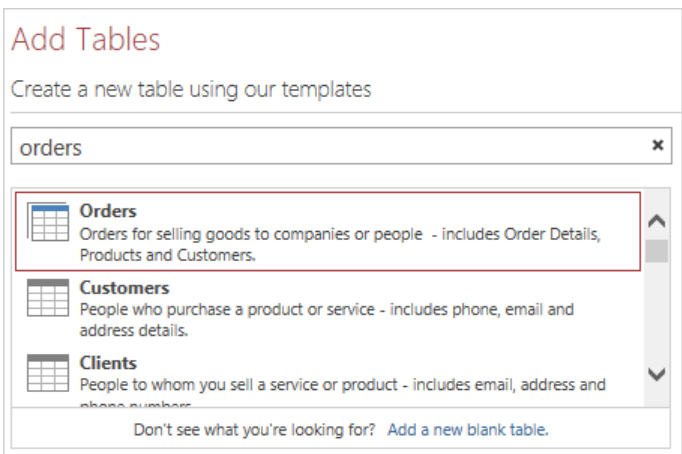 Add Tables
Create a new table using our templates
orders
Orders
Orders for selling goods to companies or people - includes Order Details,
Products and Customers.
Customers
People who purchase a product or service - includes phone, email and
address details.
Clients
People to whom you sell a service or product - includes email, address and
phone numbers
Don't see what you're looking for? Add a new blank table.